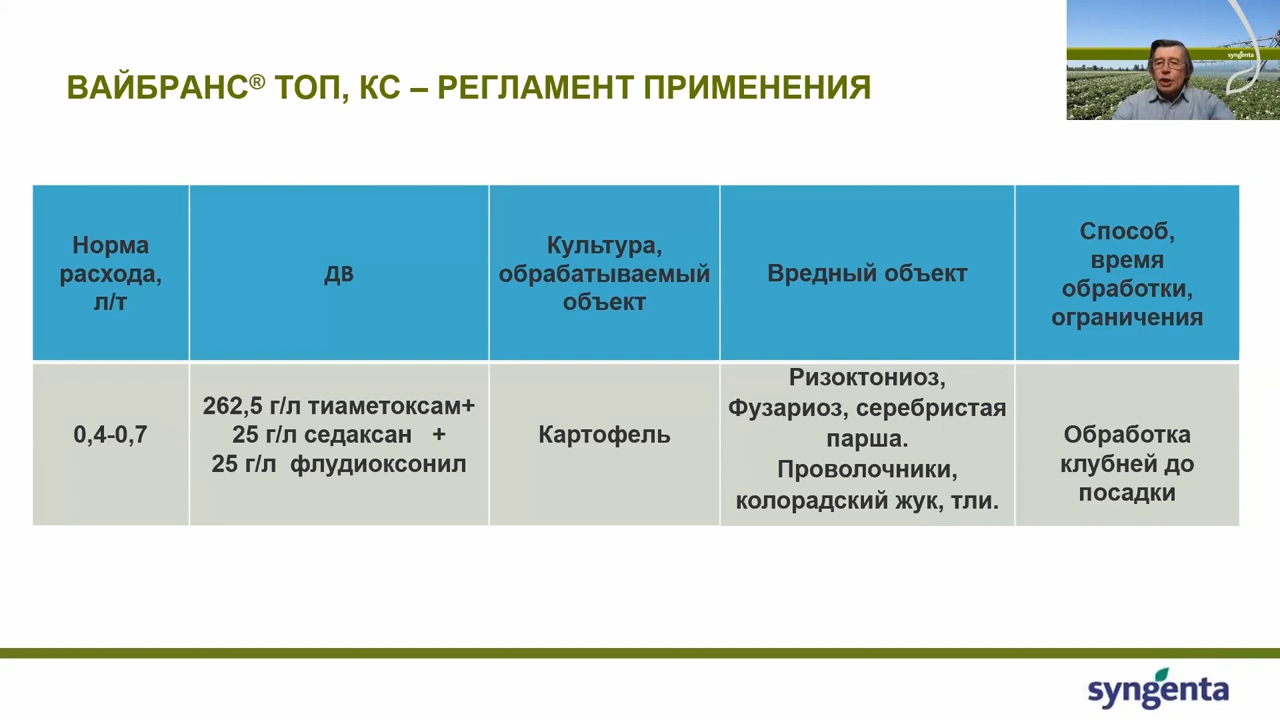 ВАЙБРАНС® ТОП, КС – РЕГЛАМЕНТ ПРИМЕНЕНИЯ
syngenta
Норма
расхода,
л/т
ДВ
Культура,
обрабатываемый
объект
Вредный объект
Способ,
время
обработки,
ограничения
0,4-0,7
262,5 г/л тиаметоксам+
25 г/л седаксан +
25 г/л флудиоксонил
Картофель
Ризоктониоз,
Фузариоз, серебристая
парша.
Проволочники,
колорадский жук, тли.
Обработка
клубней до
посадки
syngenta